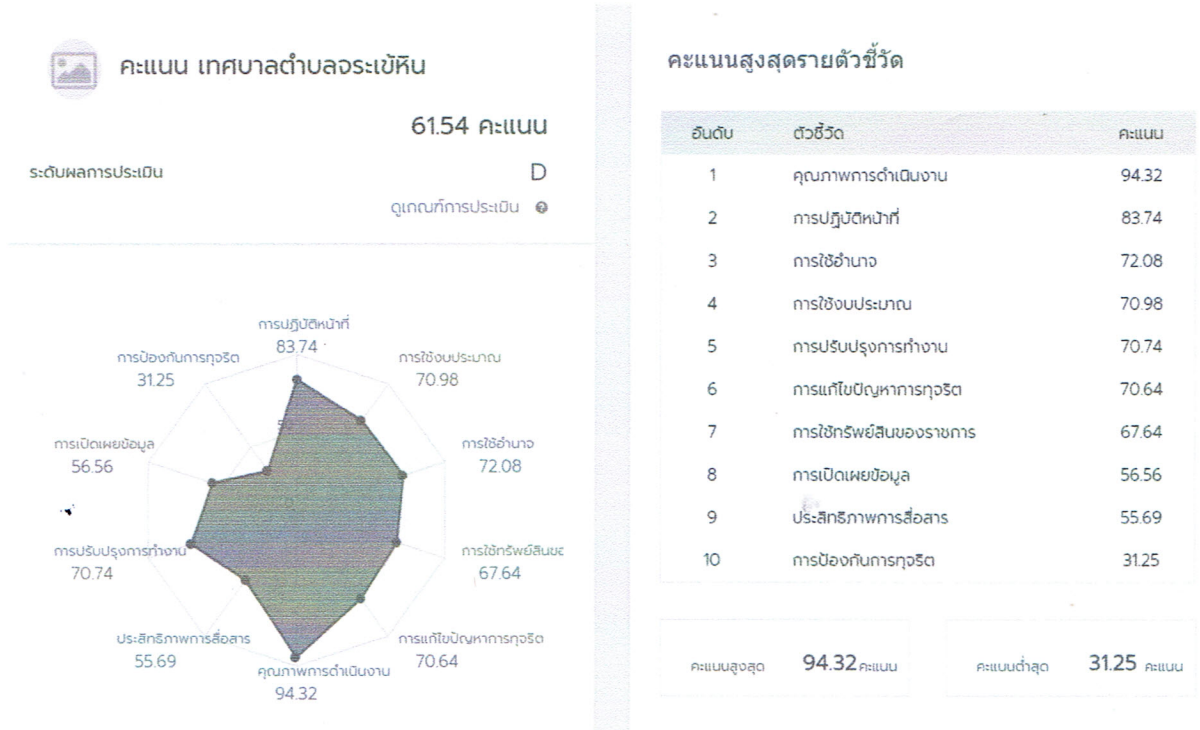 คะแนน เทศบาลตำบลจระเข้หิน
61.54 คะแนน
ระดับผลการประเมิน D
ดูเกณฑ์การประเมิน
การปฏิบัติหน้าที่
83.74
การป้องกันการทุจริต
31.25
การใช้งบประมาณ
70.98
การเปิดเผยข้อมูล
56.56
การใช้อำนาจ
72.08
การปรับปรุงการทำงาน
70.74
การใช้ทรัพย์สินขอ
67.64
ประสิทธิภาพการสื่อสาร
55.69
การแก้ไขปัญหาการทุจริต
70.64
คุณภาพการดำเนินงาน
94.32
คะแนนสูงสุดรายตัวชี้วัด
อันดับ ตัวชี้วัด คะแนน
1 คุณภาพการดำเนินงาน 94.32
2 การปฏิบัติหน้าที่ 83.74
3 การใช้อำนาจ 72.08
4 การใช้งบประมาณ 70.98
5 การปรับปรุงการทำงาน 70.74
6 การแก้ไขปัญหาการทุจริต 70.64
7 การใช้ทรัพย์สินของราชการ 67.64
8 การเปิดเผยข้อมูล 56.56
9 ประสิทธิภาพการสื่อสาร 55.69
10 การป้องกันการทุจริต 31.25
คะแนนสูงสุด 94.32 คะแนน
คะแนนต่ำสุด 31.25 คะแนน